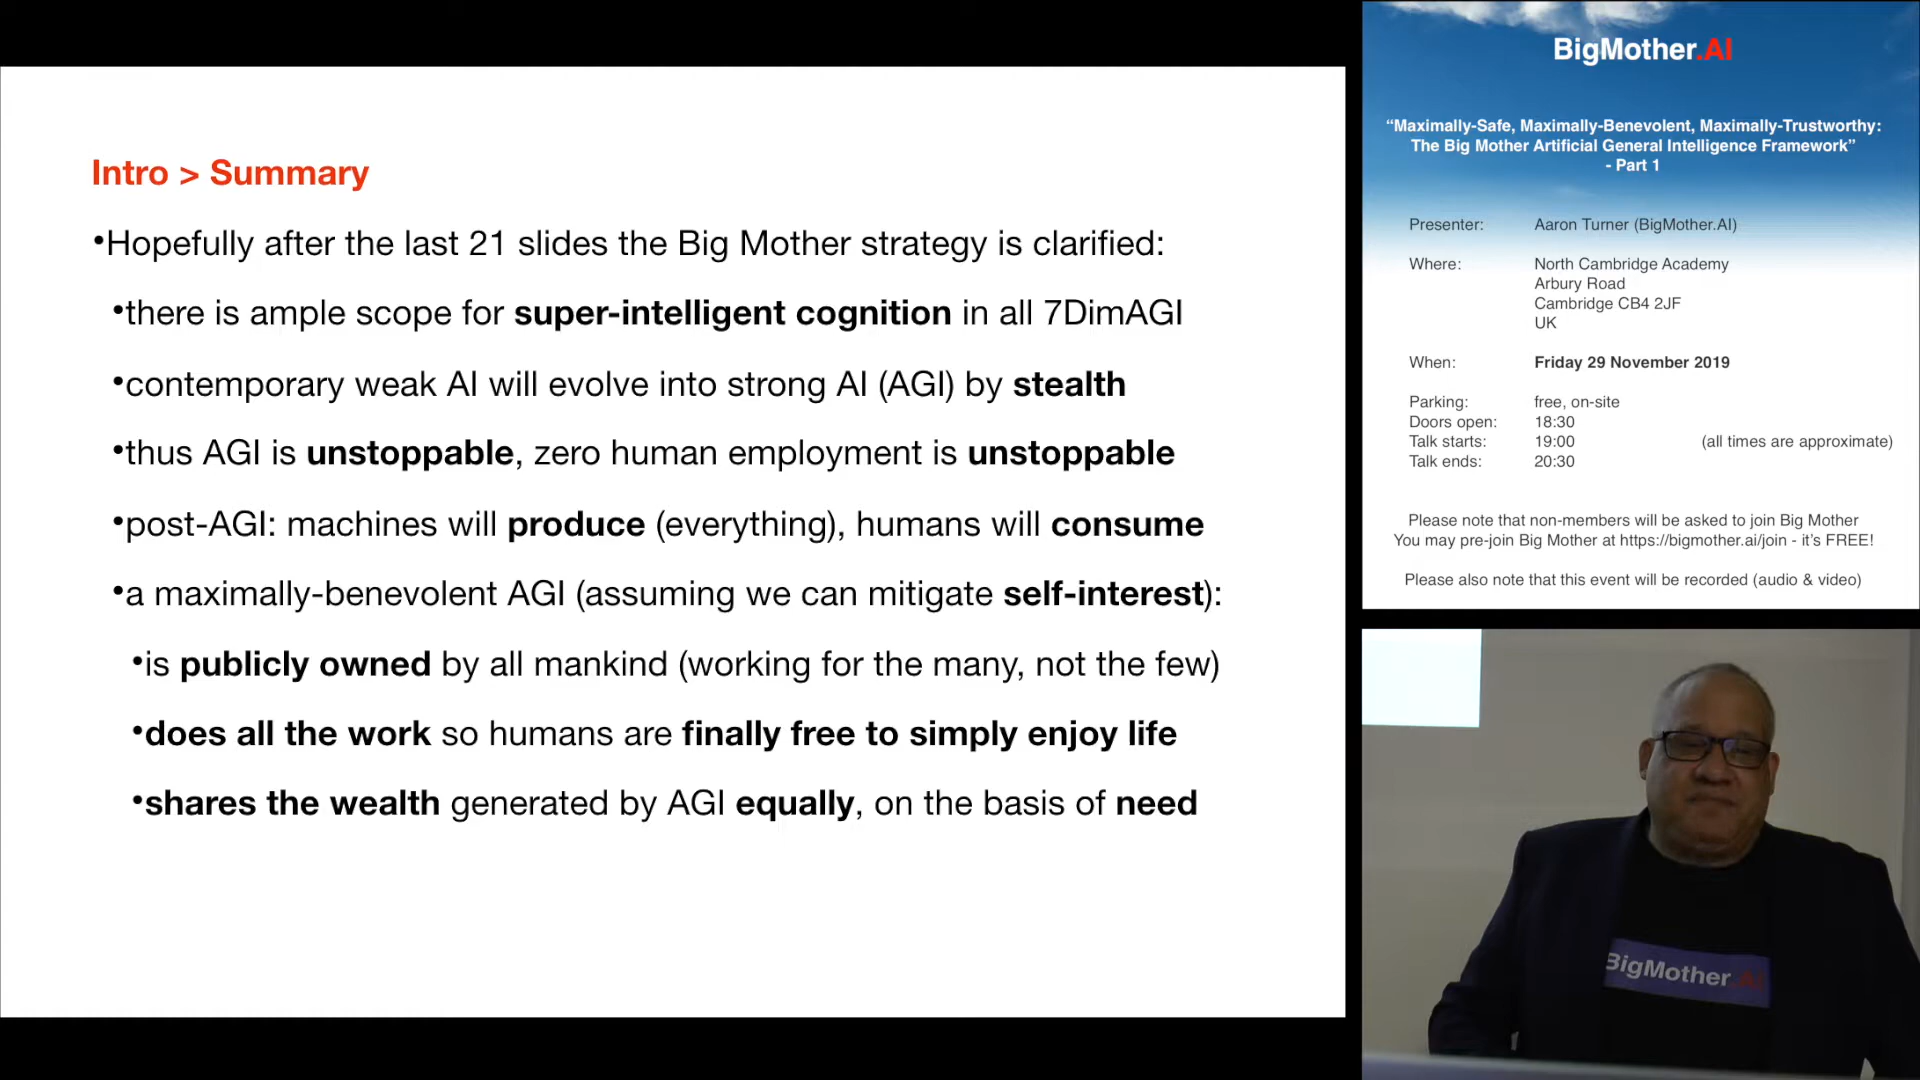 Intro > Summary
•Hopefully after the last 21 slides the Big Mother strategy is clarified:
•there is ample scope for super-intelligent cognition in all 7DimAGI
•contemporary weak AI will evolve into strong AI (AGI) by stealth
•thus AGI is unstoppable, zero human employment is unstoppable
•post-AGI: machines will produce (everything), humans will consume
•a maximally-benevolent AGI (assuming we can mitigate self-interest):
•is publicly owned by all mankind (working for the many, not the few)
•does all the work so humans are finally free to simply enjoy life
•shares the wealth generated by AGI equally, on the basis of need
BigMother.AI
“Maximally-Safe, Maximally-Benevolent, Maximally-Trustworthy:
The Big Mother Artificial General Intelligence Framework”
- Part 1
Presenter: Aaron Turner (BigMother.AI)
Where: North Cambridge Academy
Arbury Road
Cambridge CB4 2JF
UK
When: Friday 29 November 2019
Parking: free, on-site
Doors open: 18:30
Talk starts: 19:00 (all times are approximate)
Talk ends: 20:30
Please note that non-members will be asked to join Big Mother
You may pre-join Big Mother at https://bigmother.ai/join - it’s FREE!
Please also note that this event will be recorded (audio & video)
BigMother.AI